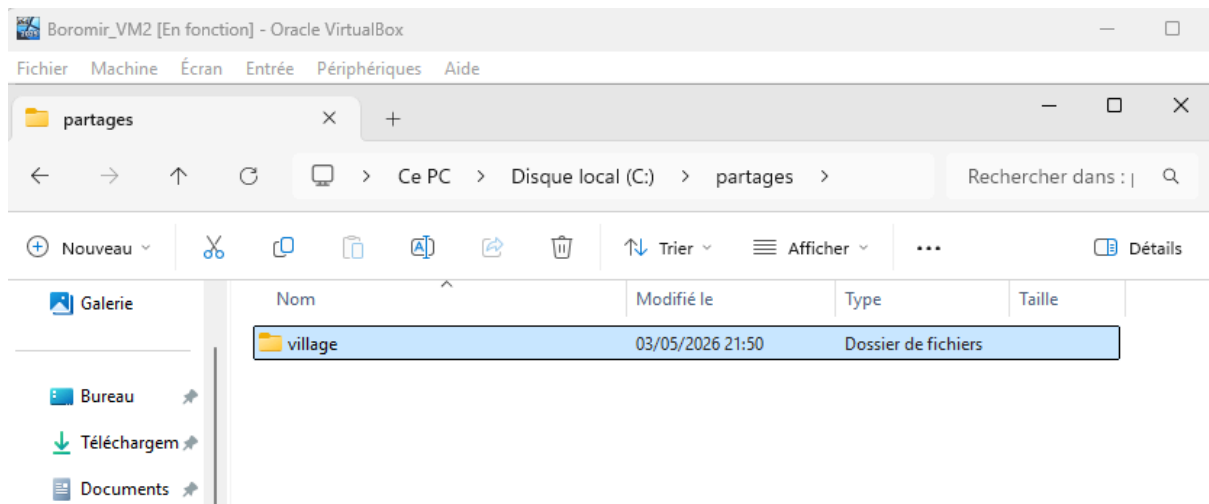 Boromir_VM2 [En fonction] - Oracle VirtualBox
Fichier Machine Écran Entrée Périphériques Aide
partages
Ce PC > Disque local (C:) > partages >
Rechercher dans : 
Nouveau
Trier
Afficher
Détails
Galerie
Nom
Modifié le
Type
Taille
village
03/05/2026 21:50
Dossier de fichiers
Bureau
Téléchargem
Documents